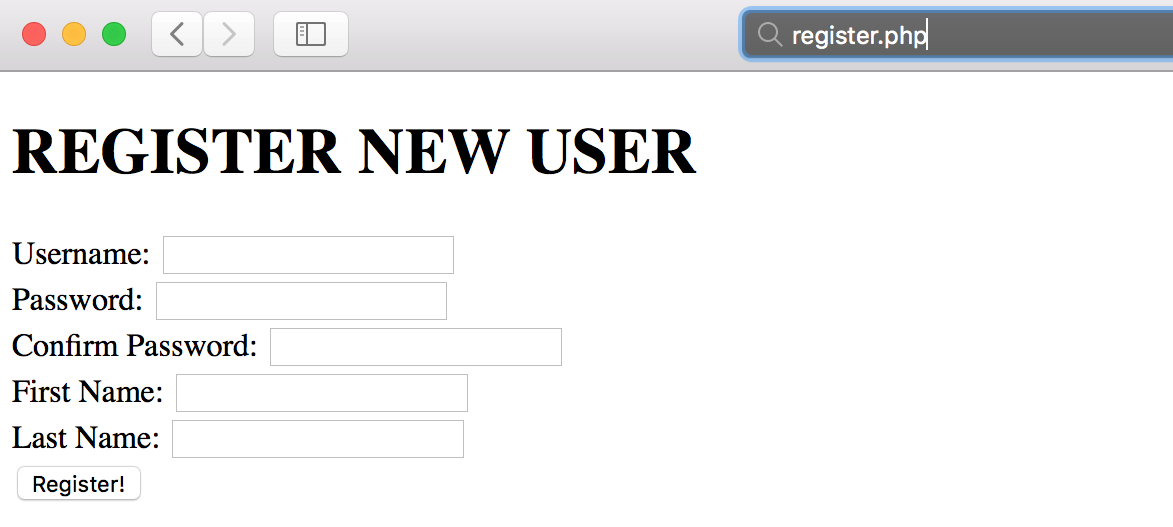 register.php
REGISTER NEW USER
Username:
Password:
Confirm Password:
First Name:
Last Name:
Register!